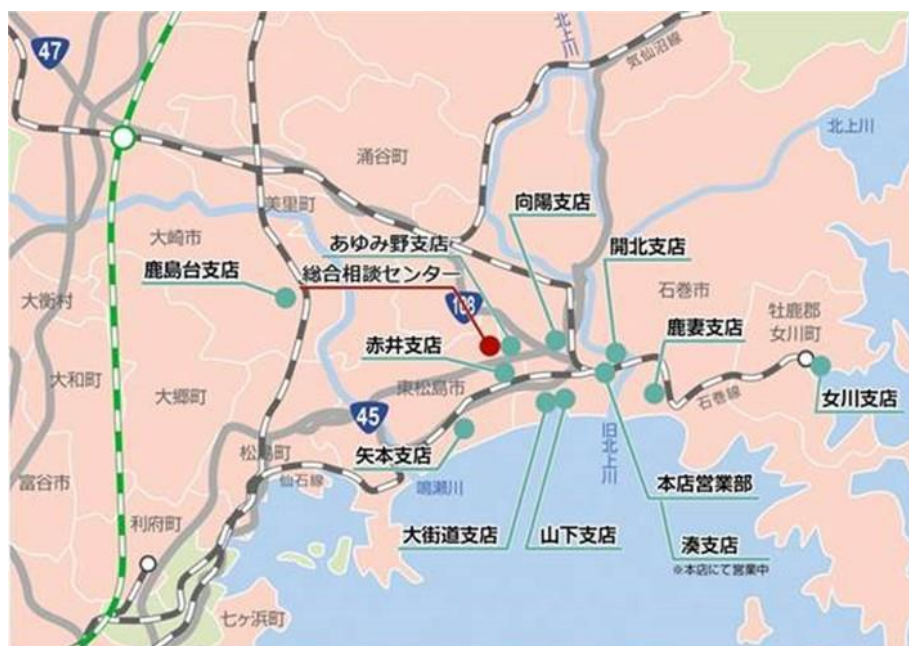 47
北上川
気仙沼線
北上川
涌谷町
向陽支店
美里町
大崎市
あゆみ野支店
開北支店
鹿島台支店
総合相談センター
石巻市
大衡村
108
牡鹿郡
女川町
赤井支店
鹿妻支店
大和町
東松島市
大郷町
石巻線
女川支店
45
松島町
矢本支店
旧北上川
富谷市
仙石線
鳴瀬川
本店営業部
利府町
大街道支店
山下支店
湊支店
※本店にて営業中
七ヶ浜町